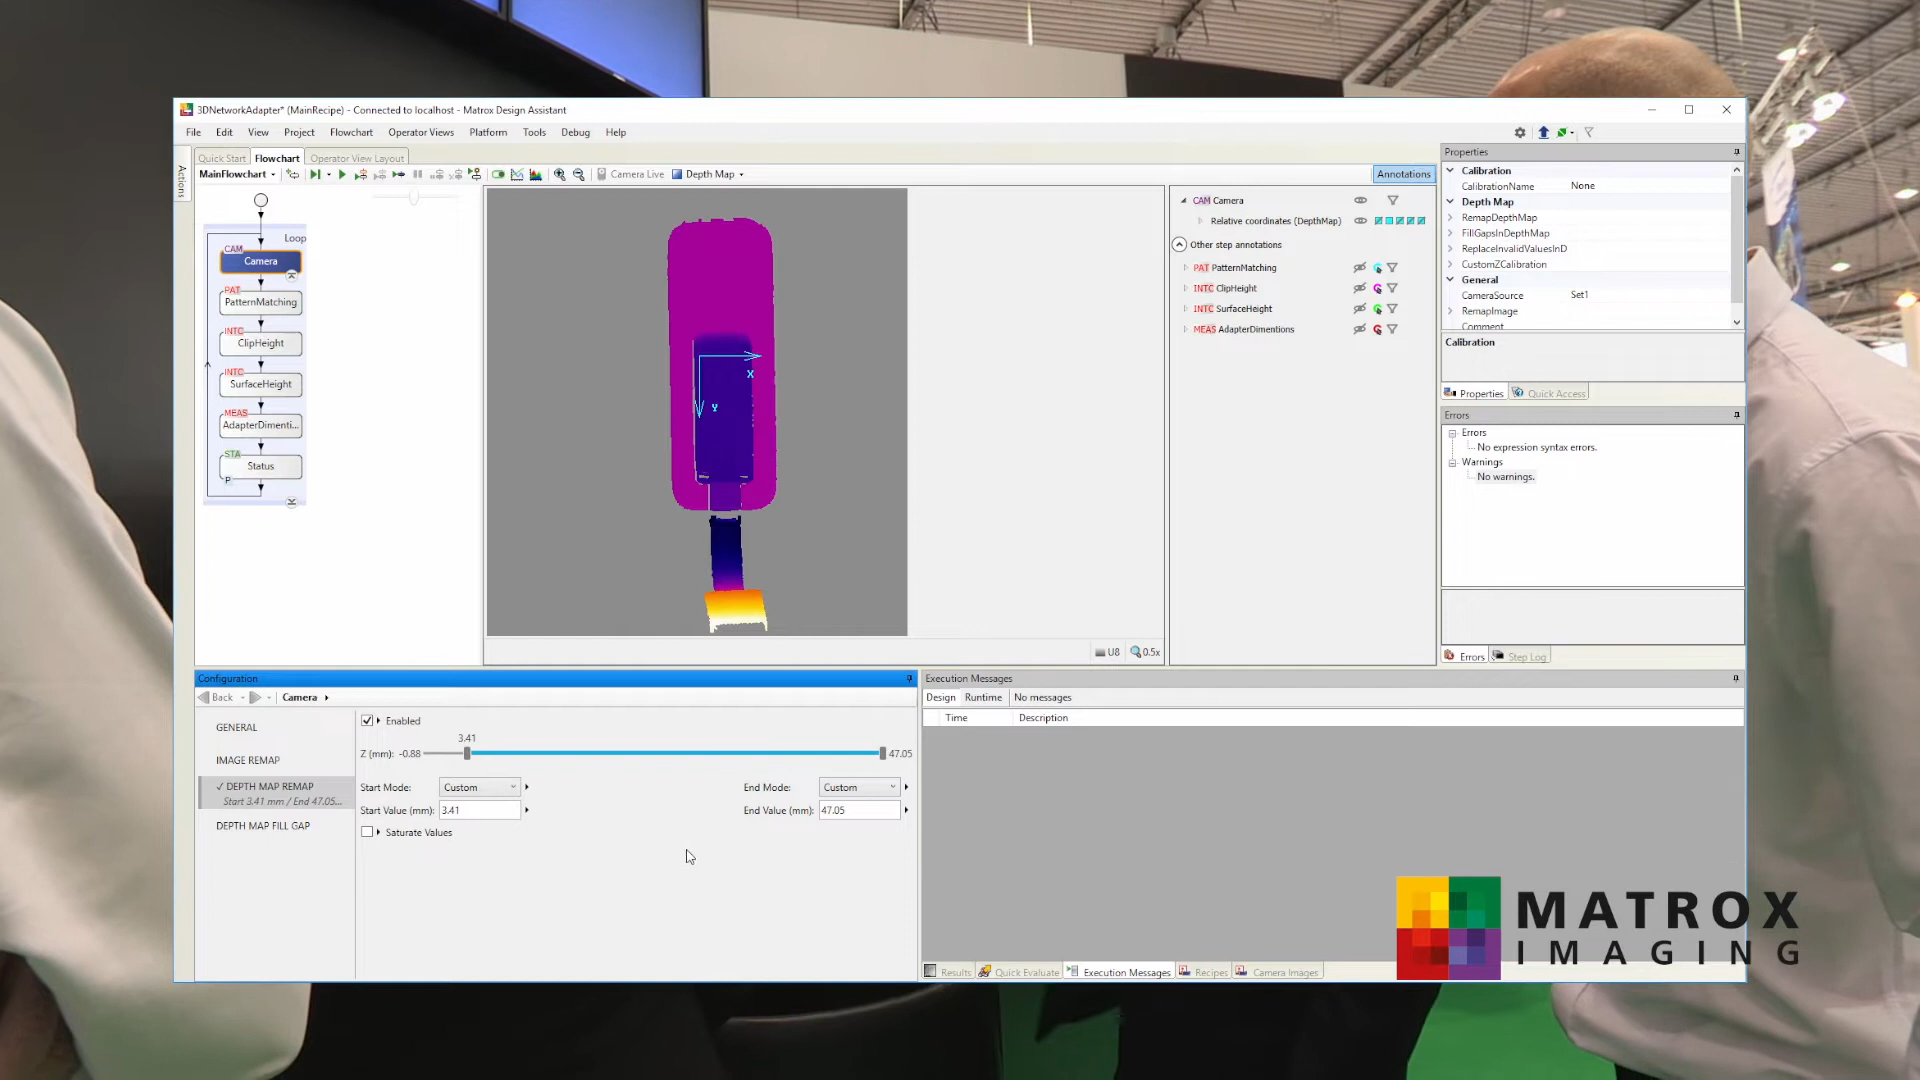 3DNetworkAdapter* (MainRecipe) - Connected to localhost - Matrox Design Assistant
File Edit View Project Flowchart Operator Views Platform Tools Debug Help
Actions
Quick Start Flowchart Operator View Layout
MainFlowchart Camera Live Depth Map Annotations
Loop
CAM
Camera
PAT
PatternMatching
INTC
ClipHeight
INTC
SurfaceHeight
MEAS
AdapterDimenti...
STA
Status
P
X
Y
U8 0.5x
CAM Camera
Relative coordinates (DepthMap)
Other step annotations
PAT PatternMatching
INTC ClipHeight
INTC SurfaceHeight
MEAS AdapterDimentions
Properties
Calibration
CalibrationName None
Depth Map
RemapDepthMap
FillGapsInDepthMap
ReplaceInvalidValuesInD
CustomZCalibration
General
CameraSource Set1
RemapImage
Comment
Calibration
Properties Quick Access
Errors
Errors
No expression syntax errors.
Warnings
No warnings.
Errors Step Log
Configuration
Back Camera
GENERAL
IMAGE REMAP
✓ DEPTH MAP REMAP
Start 3.41 mm / End 47.05...
DEPTH MAP FILL GAP
Enabled
3.41
Z (mm): -0.88 47.05
Start Mode: Custom End Mode: Custom
Start Value (mm): 3.41 End Value (mm): 47.05
Saturate Values
Execution Messages
Design Runtime No messages
Time Description
Results Quick Evaluate Execution Messages Recipes Camera Images
MATROX
IMAGING